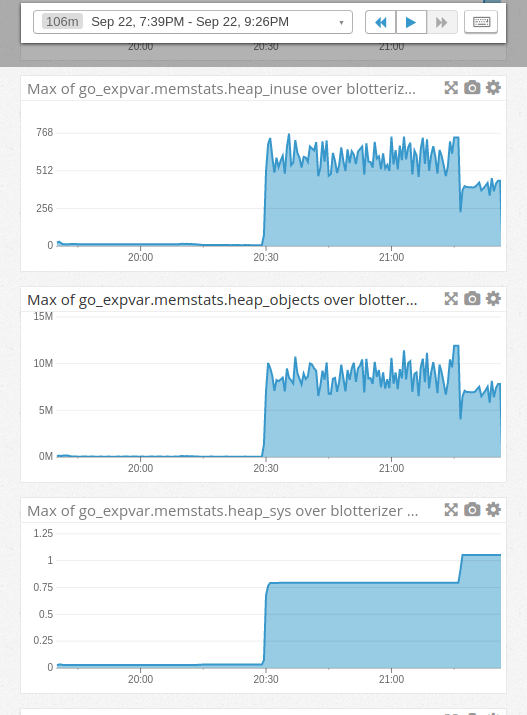 106m Sep 22, 7:39PM - Sep 22, 9:26PM
20:00 20:30 21:00
Max of go_expvar.memstats.heap_inuse over blotteriz...
768
512
256
0
20:00 20:30 21:00
Max of go_expvar.memstats.heap_objects over blotter...
15M
10M
5M
0M
20:00 20:30 21:00
Max of go_expvar.memstats.heap_sys over blotterizer ...
1.25
1
0.75
0.5
0.25
0
20:00 20:30 21:00